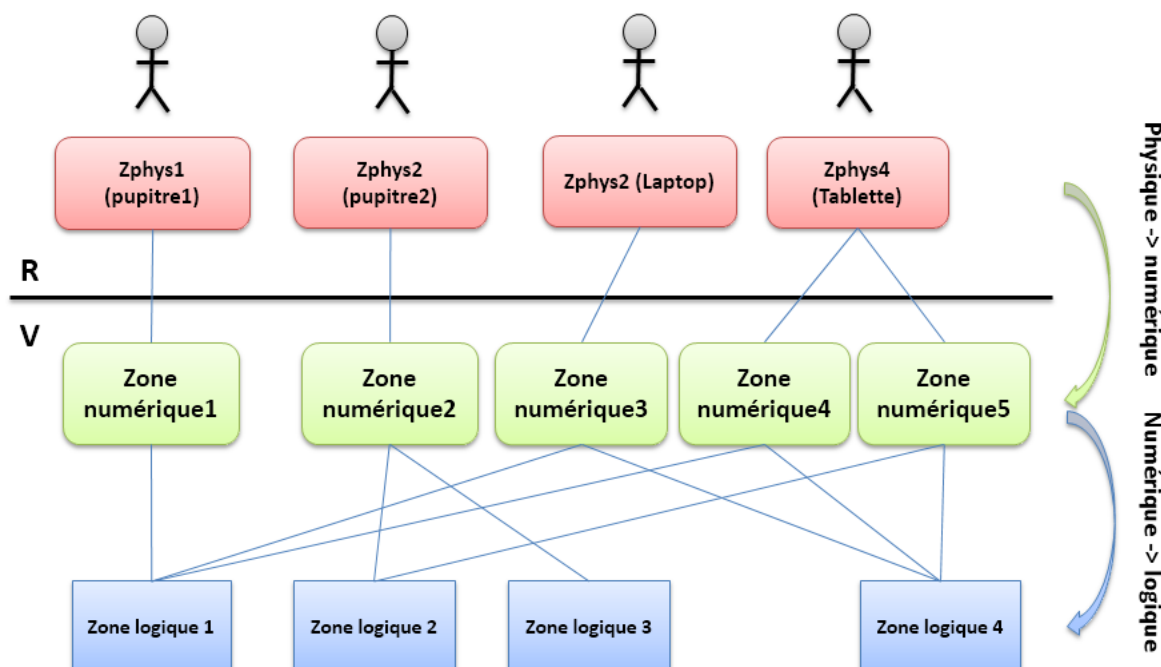 Zphys1
(pupitre1)
Zphys2
(pupitre2)
Zphys2 (Laptop)
Zphys4
(Tablette)
Physique -> numérique
R
V
Zone
numérique1
Zone
numérique2
Zone
numérique3
Zone
numérique4
Zone
numérique5
Numérique -> logique
Zone logique 1
Zone logique 2
Zone logique 3
Zone logique 4